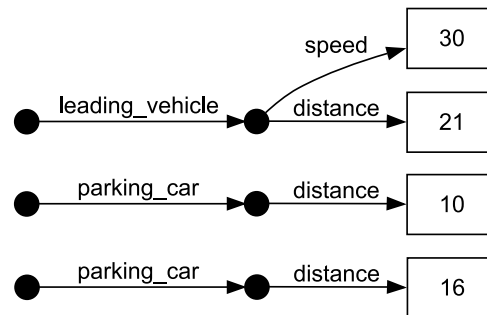 speed 30
leading_vehicle distance 21
parking_car distance 10
parking_car distance 16